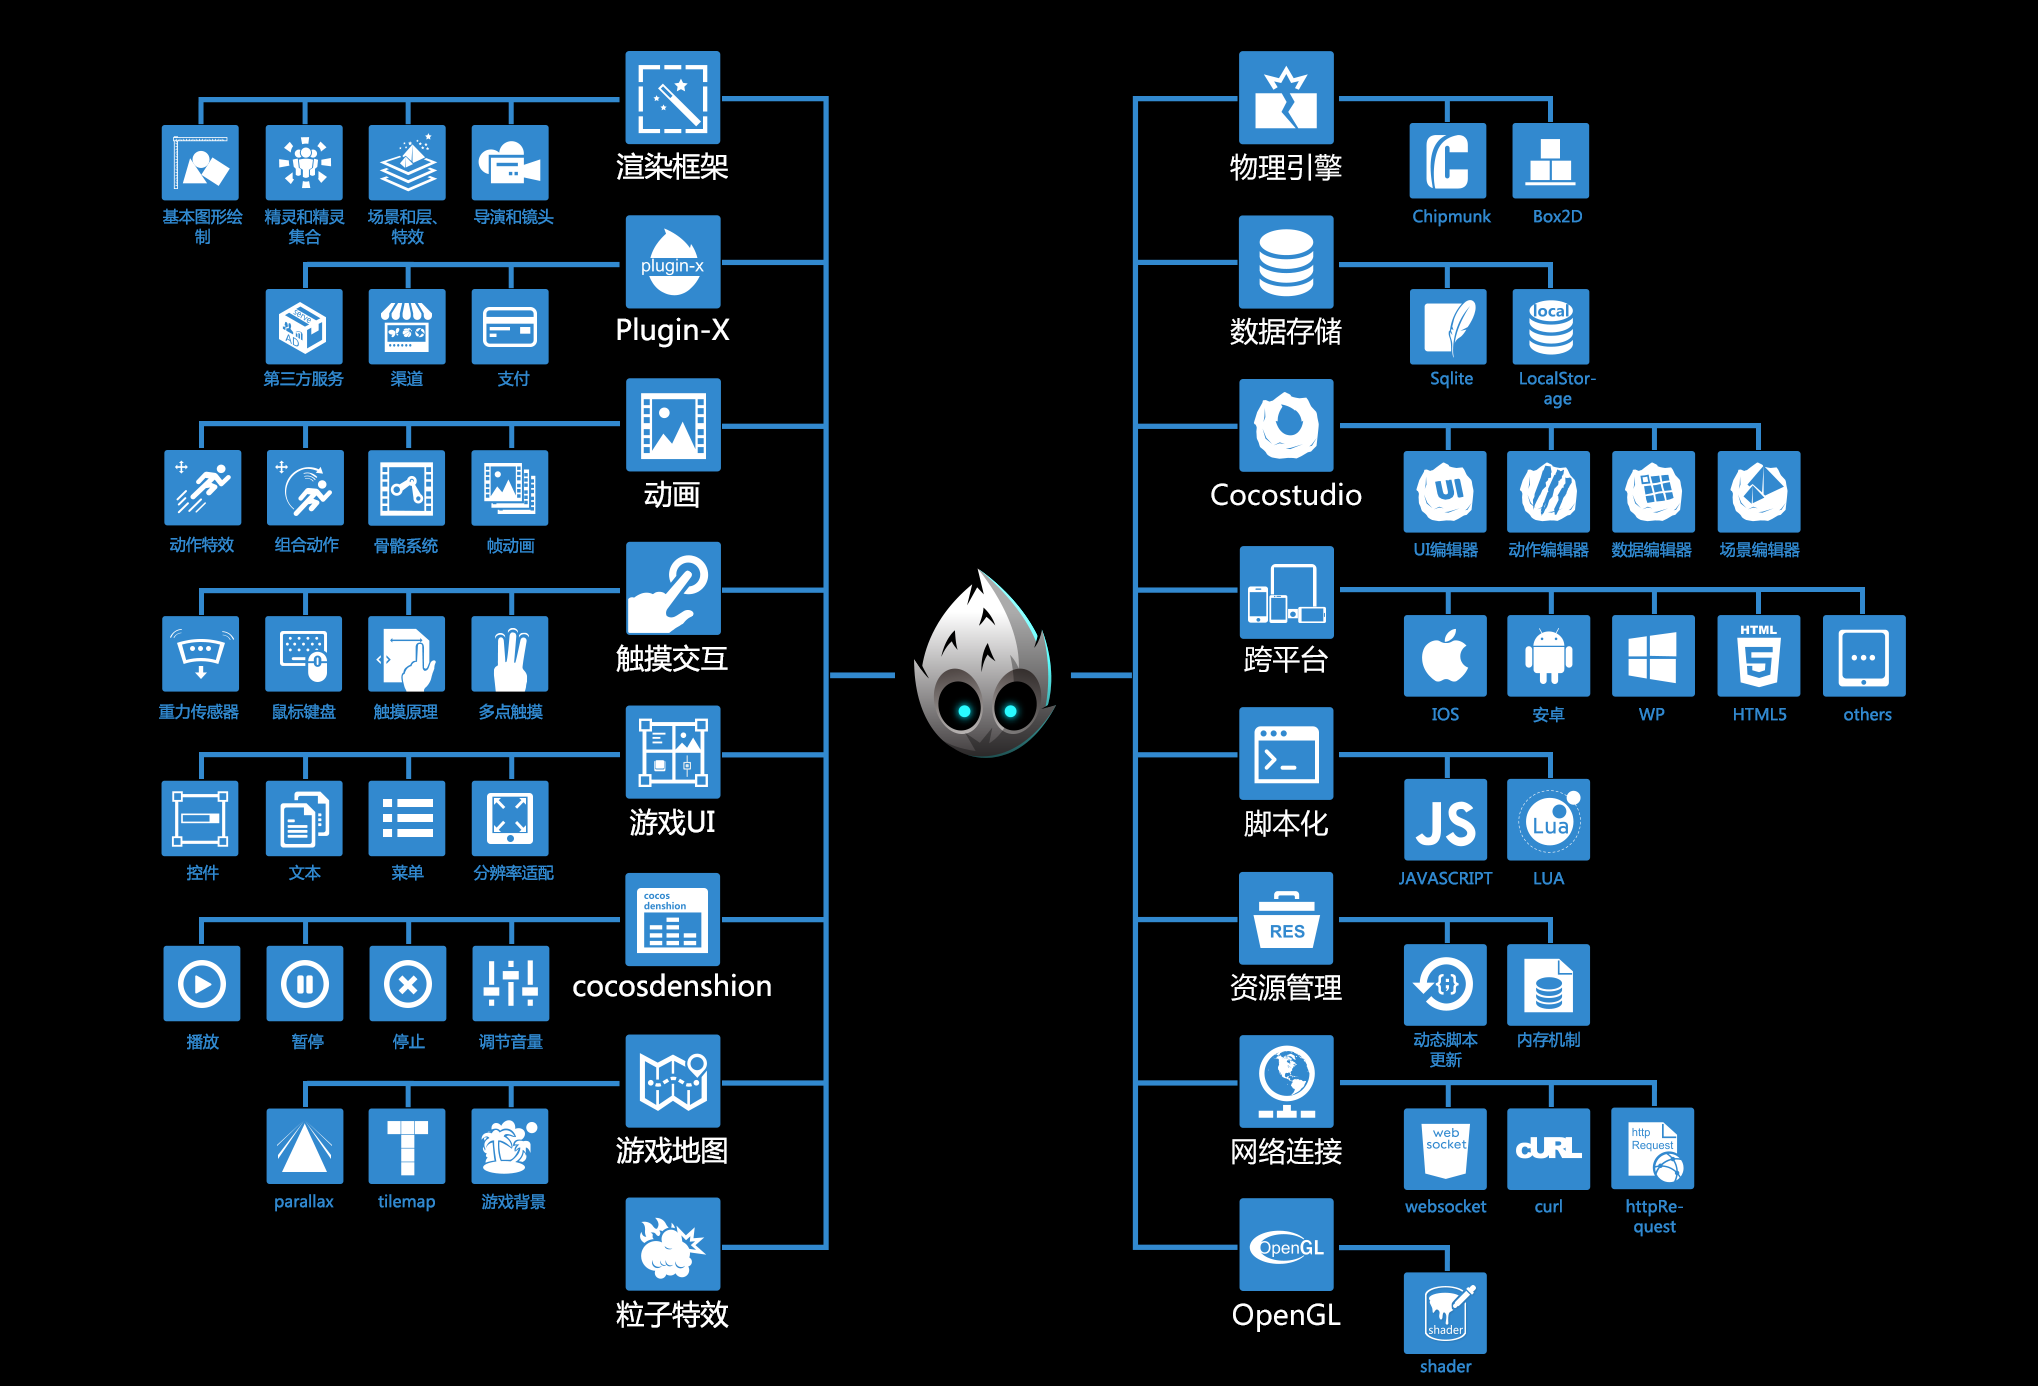 渲染框架
基本图形绘
制
精灵和精灵
集合
场景和层、
特效
导演和镜头
plugin-x
Plugin-X
serve
AD
第三方服务
渠道
支付
动画
动作特效
组合动作
骨骼系统
帧动画
触摸交互
重力传感器
鼠标键盘
触摸原理
多点触摸
游戏UI
控件
文本
菜单
分辨率适配
cocos
denshion
cocosdenshion
播放
暂停
停止
调节音量
游戏地图
parallax
tilemap
游戏背景
粒子特效
物理引擎
Chipmunk
Box2D
数据存储
Sqlite
local
LocalStor-
age
Cocostudio
UI
UI编辑器
动作编辑器
数据编辑器
场景编辑器
跨平台
IOS
安卓
WP
HTML
5
HTML5
others
脚本化
JS
JAVASCRIPT
Lua
LUA
RES
资源管理
{;}
动态脚本
更新
内存机制
网络连接
web
socket
websocket
cURL
curl
http
Request
httpRe-
quest
OpenGL
OpenGL
shader
shader